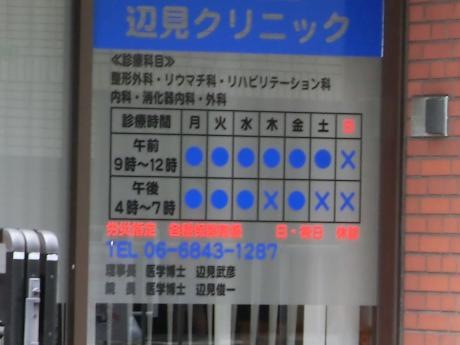 辺見クリニック
≪診療科目≫
整形外科・リウマチ科・リハビリテーション科
内科・消化器内科・外科
診療時間 月 火 水 木 金 土 日
午前 9時～12時 ● ● ● ● ● ● ×
午後 4時～7時 ● ● ● × ● × ×
労災指定 日・祝日 休診
TEL 06-6843-1287
理事長 医学博士 辺見武彦
院長 医学博士 辺見俊一